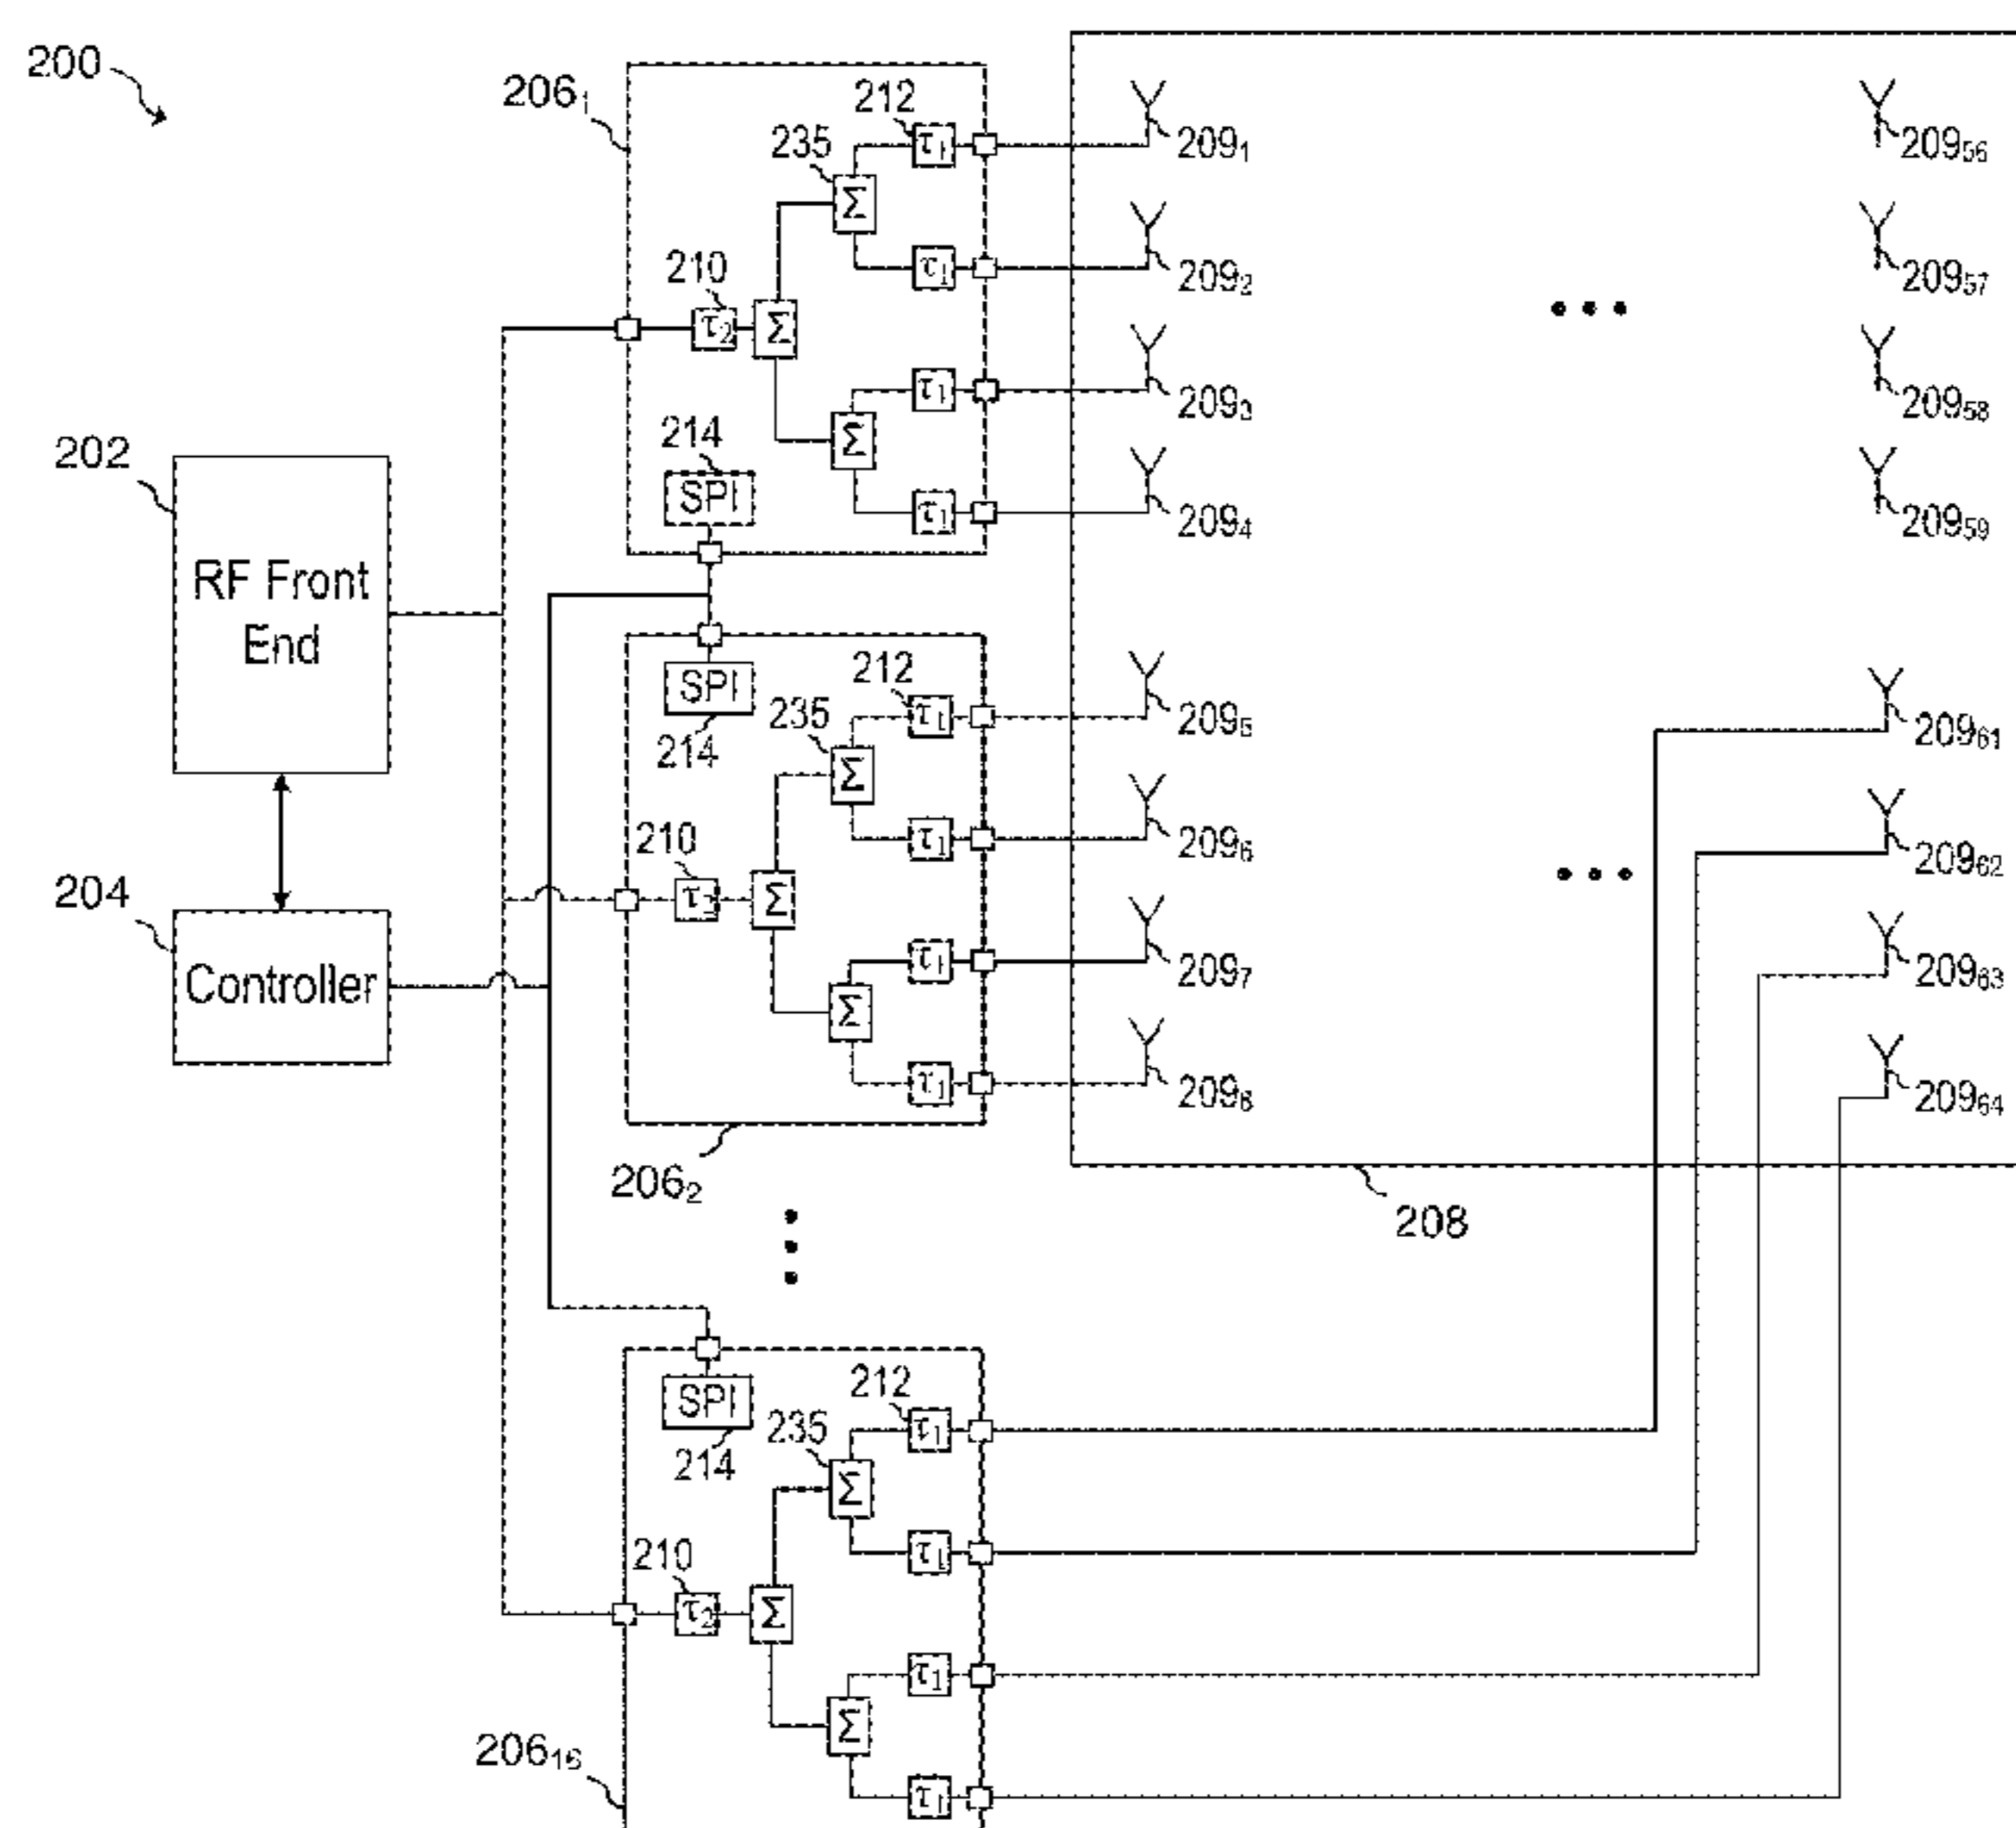 200
206₁
212
235
τ₁
Σ
209₁
209₅₆
τ₁
209₂
209₅₇
210
τ₂
Σ
τ₁
209₃
209₅₈
Σ
214
SPI
τ₁
209₄
209₅₉
202
RF Front
End
SPI
214
212
235
τ₁
Σ
209₅
209₆₁
τ₁
209₆
209₆₂
210
τ₂
Σ
τ₁
209₇
209₆₃
Σ
τ₁
209₈
209₆₄
204
Controller
206₂
208
SPI
214
212
235
τ₁
Σ
τ₁
210
τ₂
Σ
τ₁
Σ
τ₁
206₁₆